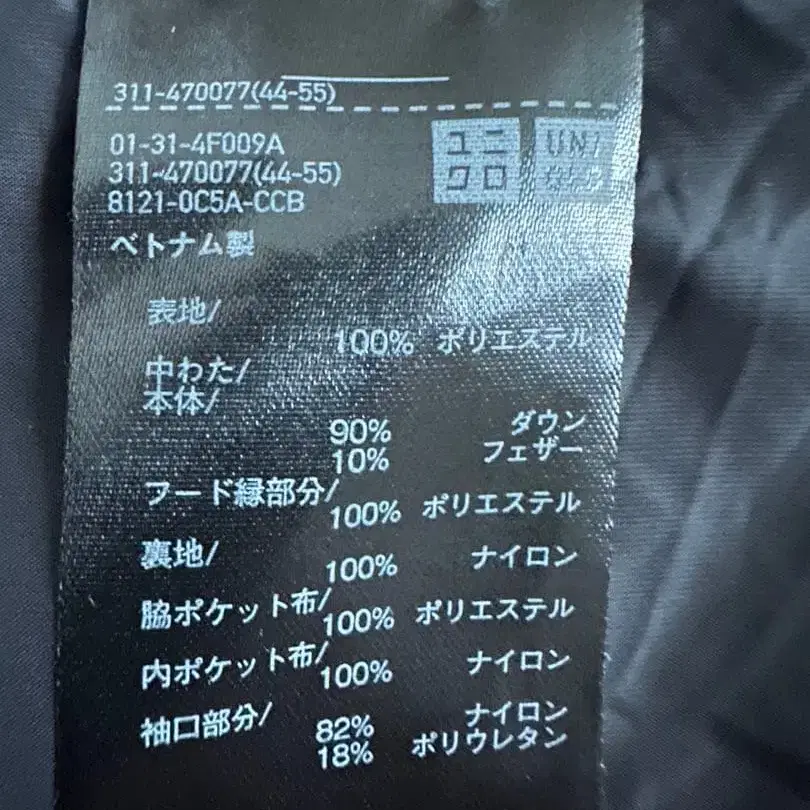 311-470077(44-55)
01-31-4F009A
311-470077(44-55)
8121-0C5A-CCB
ユニ
クロ
UNI
QLO
ベトナム製
表地/
100% ポリエステル
中わた/
本体/
90% ダウン
10% フェザー
フード縁部分/
100% ポリエステル
裏地/
100% ナイロン
脇ポケット布/
100% ポリエステル
内ポケット布/
100% ナイロン
袖口部分/
82% ナイロン
18% ポリウレタン